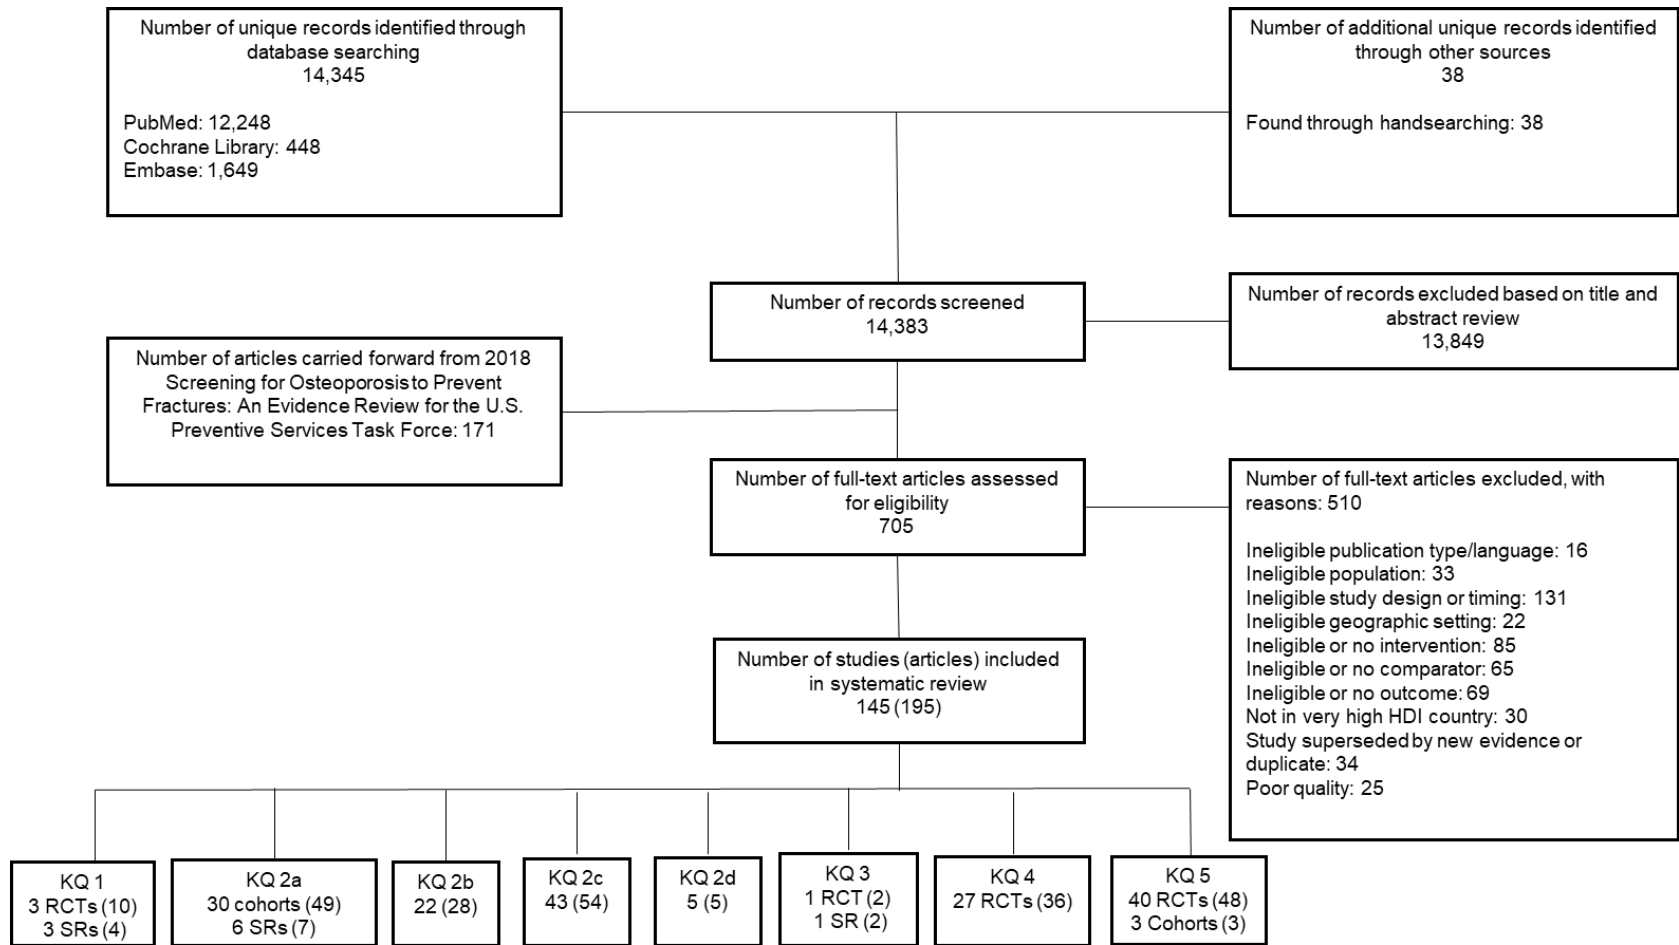 Number of unique records identified through
database searching
14,345
PubMed: 12,248
Cochrane Library: 448
Embase: 1,649
Number of additional unique records identified
through other sources
38
Found through handsearching: 38
Number of records screened
14,383
Number of records excluded based on title and
abstract review
13,849
Number of articles carried forward from 2018
Screening for Osteoporosis to Prevent
Fractures: An Evidence Review for the U.S.
Preventive Services Task Force: 171
Number of full-text articles assessed
for eligibility
705
Number of full-text articles excluded, with
reasons: 510
Ineligible publication type/language: 16
Ineligible population: 33
Ineligible study design or timing: 131
Ineligible geographic setting: 22
Ineligible or no intervention: 85
Ineligible or no comparator: 65
Ineligible or no outcome: 69
Not in very high HDI country: 30
Study superseded by new evidence or
duplicate: 34
Poor quality: 25
Number of studies (articles) included
in systematic review
145 (195)
KQ 1
3 RCTs (10)
3 SRs (4)
KQ 2a
30 cohorts (49)
6 SRs (7)
KQ 2b
22 (28)
KQ 2c
43 (54)
KQ 2d
5 (5)
KQ 3
1 RCT (2)
1 SR (2)
KQ 4
27 RCTs (36)
KQ 5
40 RCTs (48)
3 Cohorts (3)